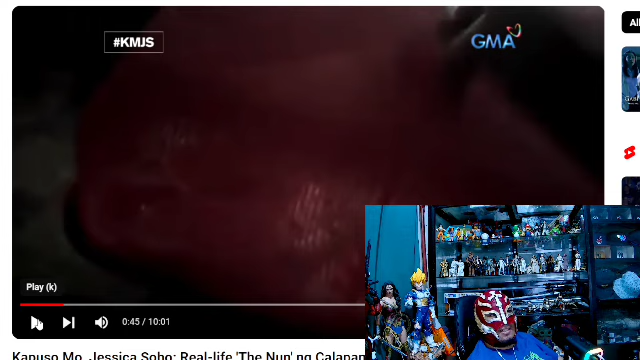 #KMJS
GMA
All
Play (k)
0:45 / 10:01
Kapuso Mo, Jessica Soho: Real-life 'The Nun' ng Calapan